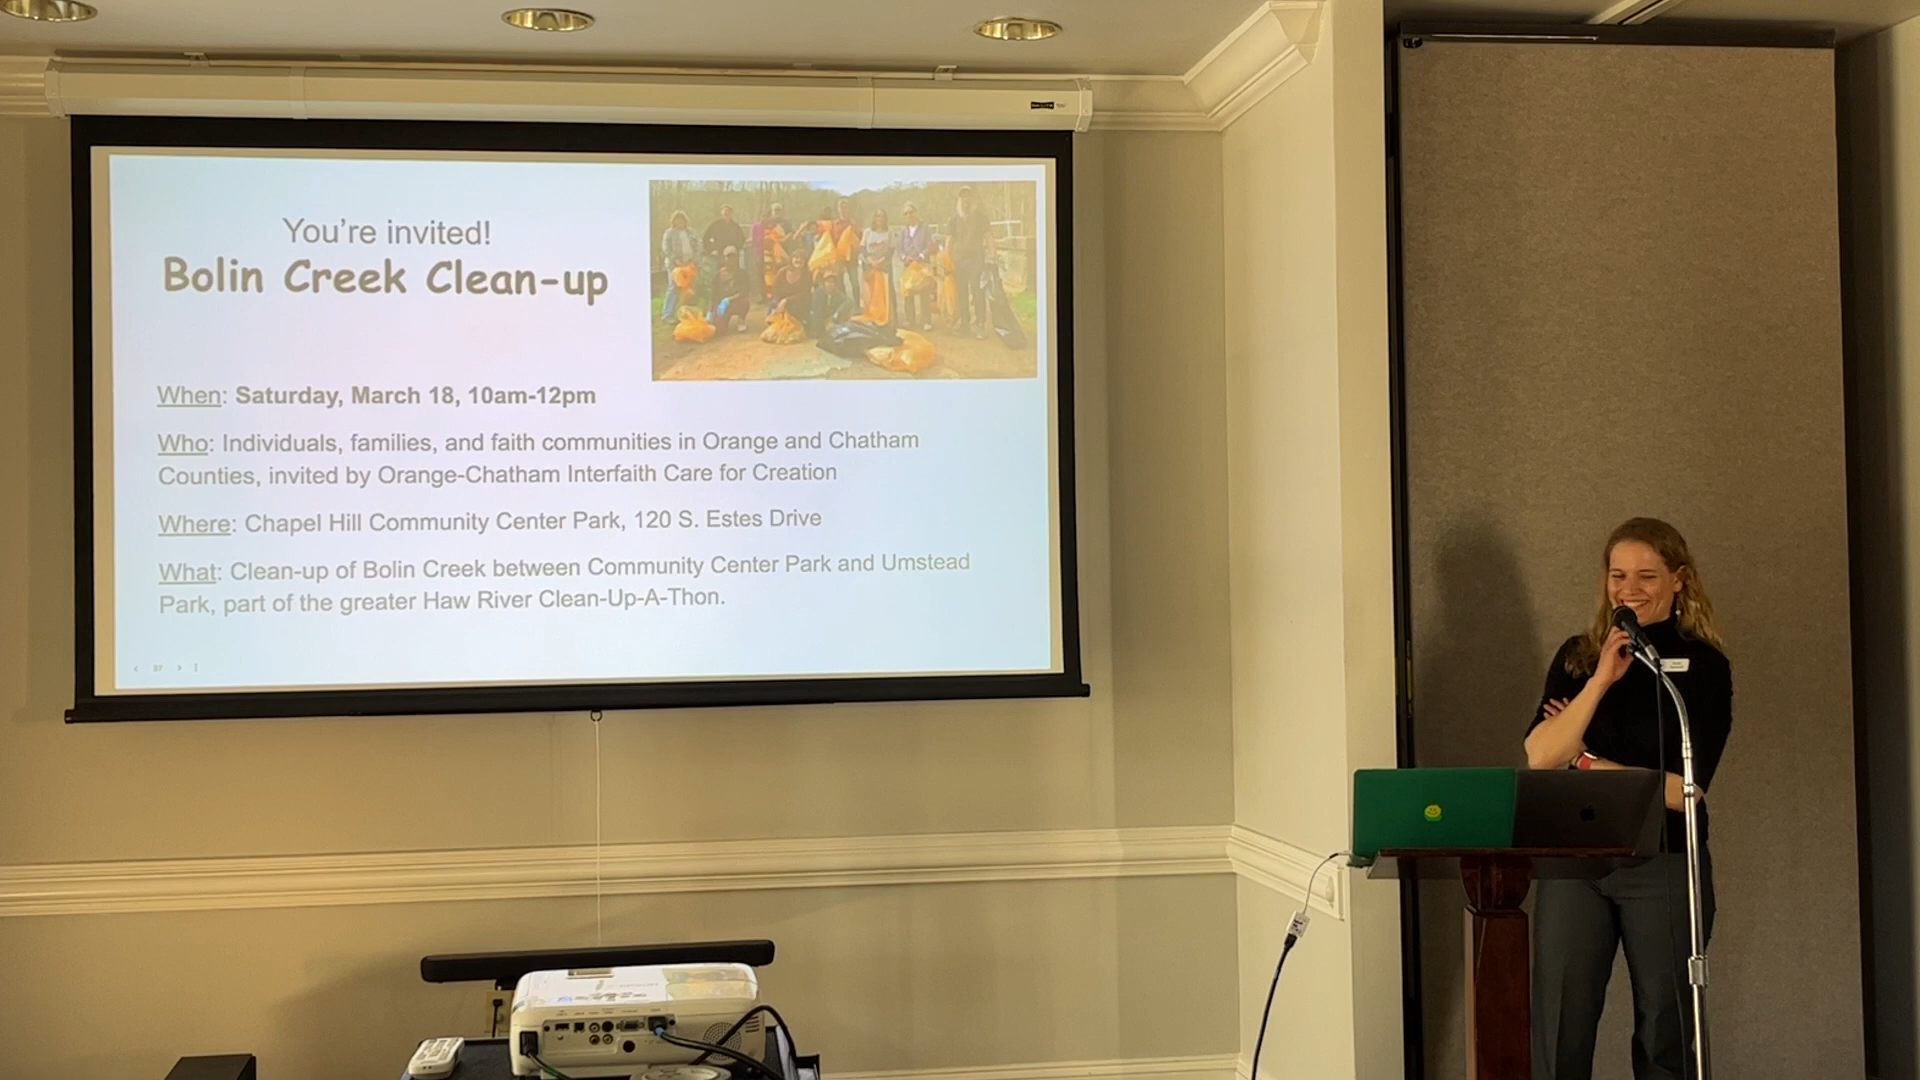 You're invited!
Bolin Creek Clean-up
When: Saturday, March 18, 10am-12pm
Who: Individuals, families, and faith communities in Orange and Chatham
Counties, invited by Orange-Chatham Interfaith Care for Creation
Where: Chapel Hill Community Center Park, 120 S. Estes Drive
What: Clean-up of Bolin Creek between Community Center Park and Umstead
Park, part of the greater Haw River Clean-Up-A-Thon.
37